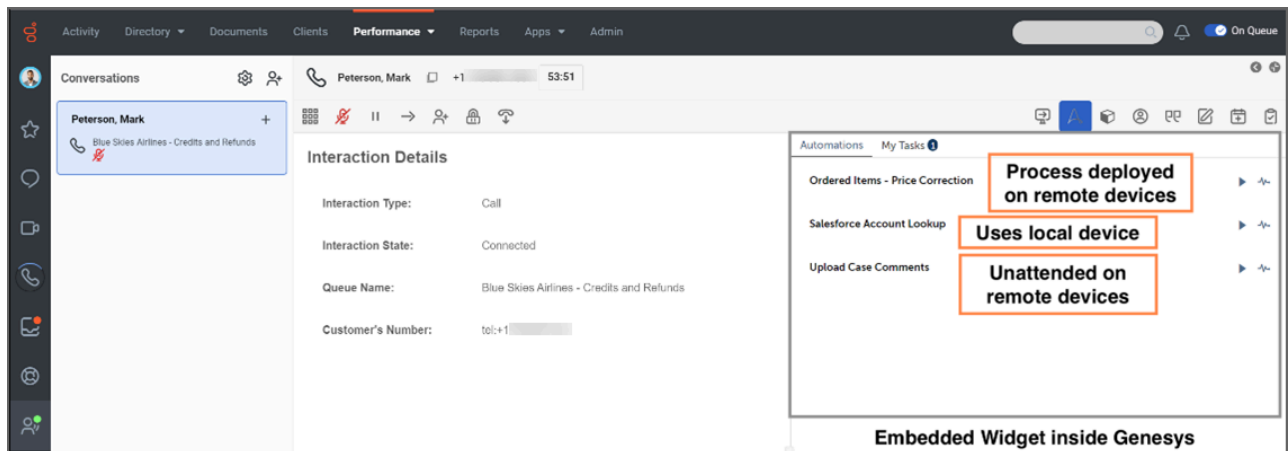 Activity Directory Documents Clients Performance Reports Apps Admin On Queue
Conversations
Peterson, Mark +1 53:51
Peterson, Mark
Blue Skies Airlines - Credits and Refunds
Interaction Details
Interaction Type: Call
Interaction State: Connected
Queue Name: Blue Skies Airlines - Credits and Refunds
Customer's Number: tel:+1
Automations My Tasks 1
Ordered Items - Price Correction
Process deployed
on remote devices
Salesforce Account Lookup
Uses local device
Upload Case Comments
Unattended on
remote devices
Embedded Widget inside Genesys